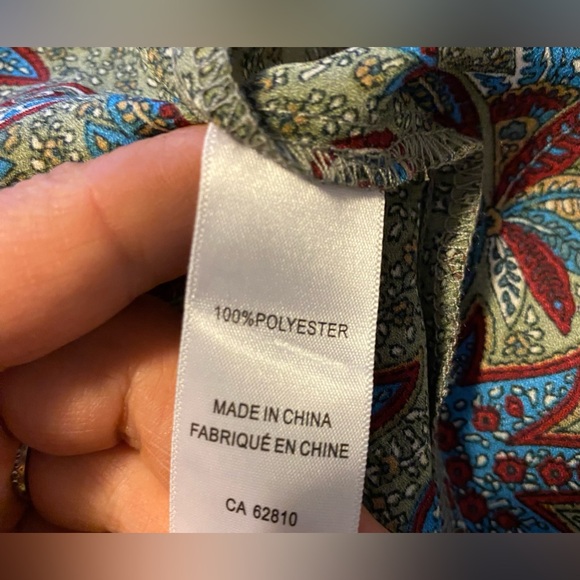 100%POLYESTER
MADE IN CHINA
FABRIQUÉ EN CHINE
CA 62810